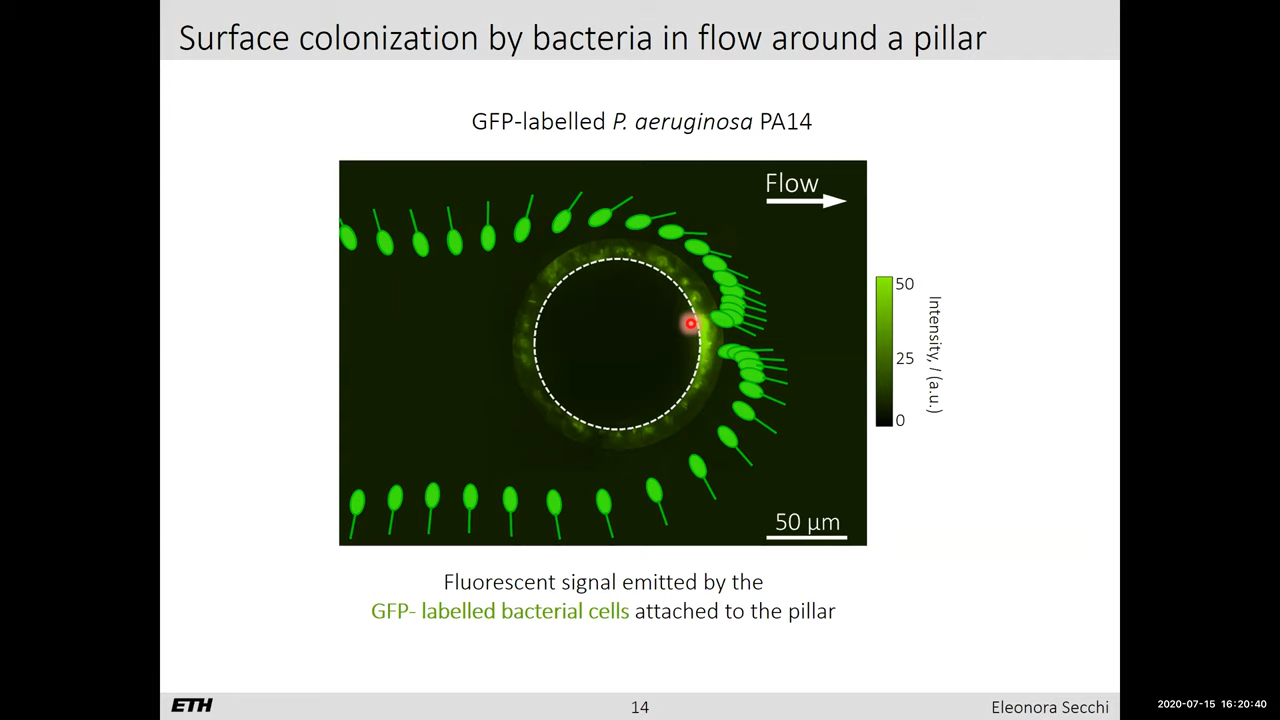 Surface colonization by bacteria in flow around a pillar
GFP-labelled P. aeruginosa PA14
Flow
50
25
0
Intensity, I (a.u.)
50 µm
Fluorescent signal emitted by the
GFP- labelled bacterial cells attached to the pillar
ETH
14
Eleonora Secchi
2020-07-15 16:20:40